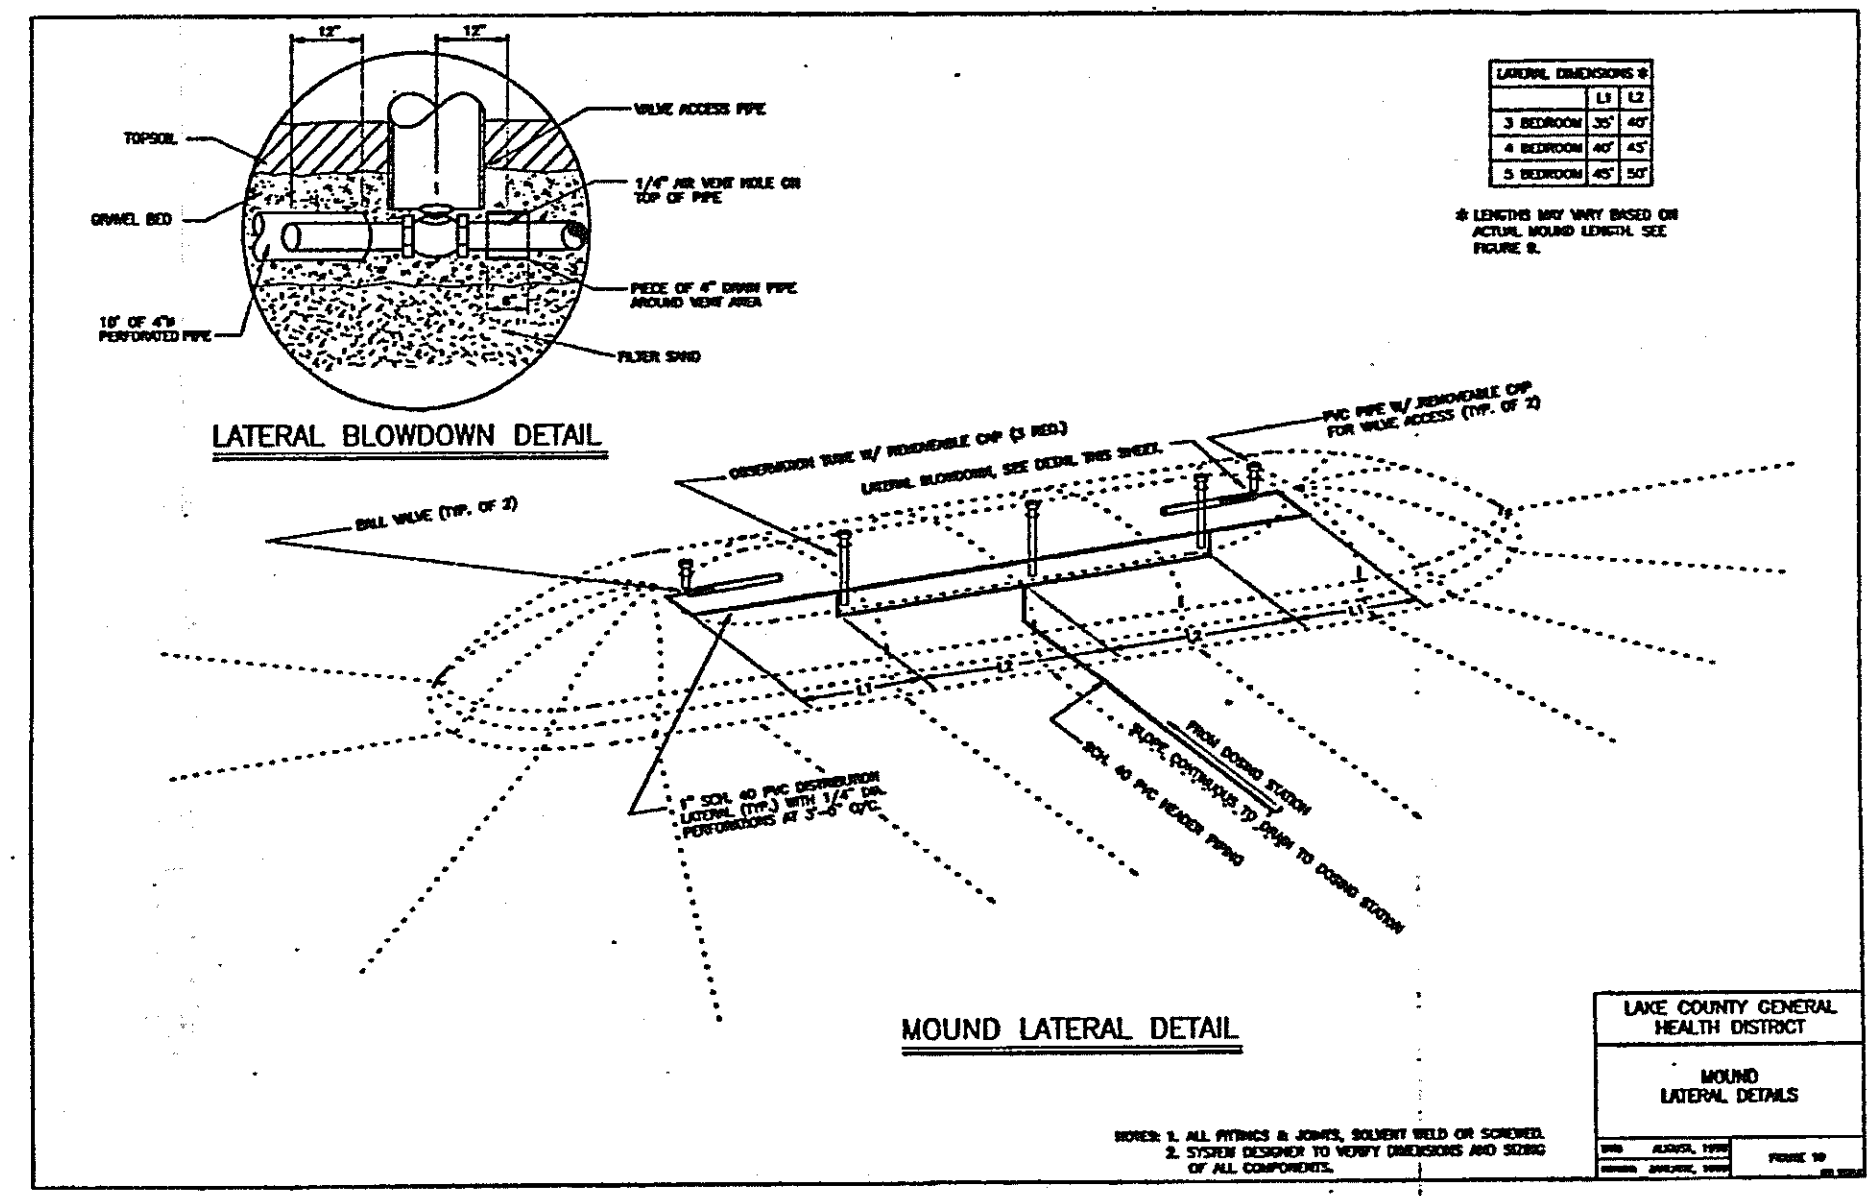 12" 12"
VALVE ACCESS PIPE
TOPSOIL
1/4" AIR VENT HOLE ON
TOP OF PIPE
GRAVEL BED
PIECE OF 4" DRAIN PIPE
AROUND VENT AREA
6"
10' OF 4"ø
PERFORATED PIPE
FILTER SAND
LATERAL BLOWDOWN DETAIL
LATERAL DIMENSIONS *
L1 L2
3 BEDROOM 35' 40'
4 BEDROOM 40' 45'
5 BEDROOM 45' 50'
* LENGTHS MAY VARY BASED ON
ACTUAL MOUND LENGTH. SEE
FIGURE 8.
PVC PIPE W/ REMOVEABLE CAP
FOR VALVE ACCESS (TYP. OF 2)
OBSERVATION TUBE W/ REMOVEABLE CAP (3 REQ.)
LATERAL BLOWDOWN, SEE DETAIL THIS SHEET.
BALL VALVE (TYP. OF 2)
L1
L2
L2
L1
1" SCH. 40 PVC DISTRIBUTION
LATERAL (TYP.) WITH 1/4" DIA.
PERFORATIONS AT 3'-6" O/C.
FROM DOSING STATION
SLOPE CONTINUOUS TO DRAIN TO DOSING STATION
SCH. 40 PVC HEADER PIPING
MOUND LATERAL DETAIL
NOTES: 1. ALL FITTINGS & JOINTS, SOLVENT WELD OR SCREWED.
2. SYSTEM DESIGNER TO VERIFY DIMENSIONS AND SIZING
OF ALL COMPONENTS.
LAKE COUNTY GENERAL
HEALTH DISTRICT
MOUND
LATERAL DETAILS
AUGUST,
FIGURE 10